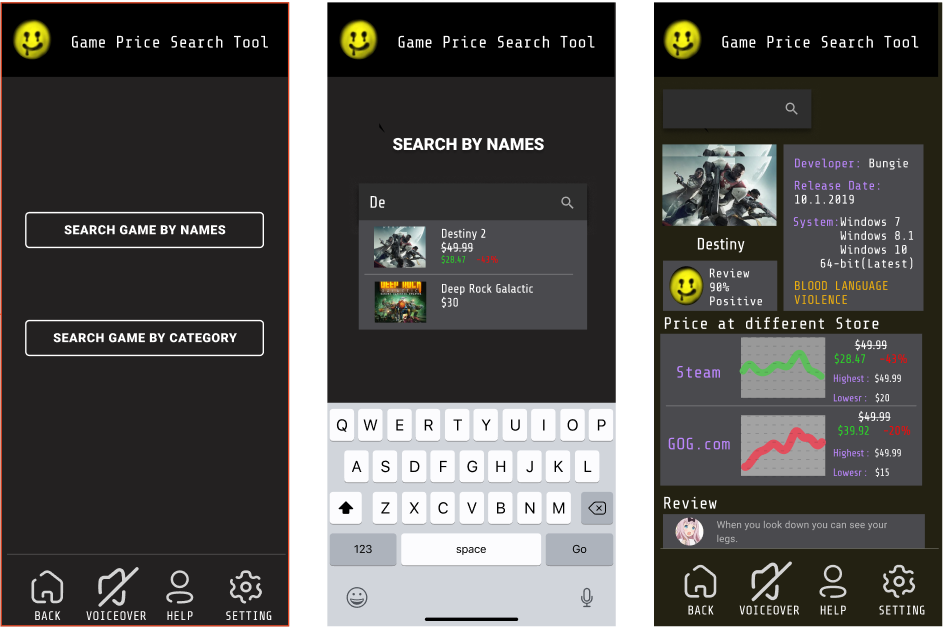 Game Price Search Tool
SEARCH GAME BY NAMES
SEARCH GAME BY CATEGORY
BACK
VOICEOVER
HELP
SETTING
Game Price Search Tool
SEARCH BY NAMES
De
Destiny 2
$49.99
$28.47 -43%
Deep Rock Galactic
$30
DEEP ROCK
Q W E R T Y U I O P
A S D F G H J K L
Z X C V B N M
123
space
Go
Game Price Search Tool
Destiny
Review
90%
Positive
Developer: Bungie
Release Date:
10.1.2019
System:Windows 7
Windows 8.1
Windows 10
64-bit(Latest)
BLOOD LANGUAGE
VIOLENCE
Price at different Store
Steam
$49.99
$28.47 -43%
Highest: $49.99
Lowesr: $20
GOG.com
$49.99
$39.92
Highest: $49.99
Lowesr: $15
Review
When you look down you can see your
legs.
BACK
VOICEOVER
HELP
SETTING